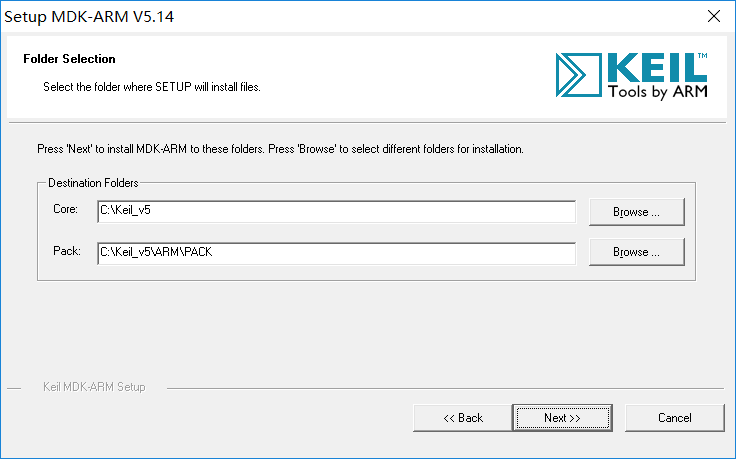 Setup MDK-ARM V5.14
Folder Selection
Select the folder where SETUP will install files.
KEIL™
Tools by ARM
Press 'Next' to install MDK-ARM to these folders. Press 'Browse' to select different folders for installation.
Destination Folders
Core: C:\Keil_v5 Browse ...
Pack: C:\Keil_v5\ARM\PACK Browse ...
Keil MDK-ARM Setup
<< Back Next >> Cancel